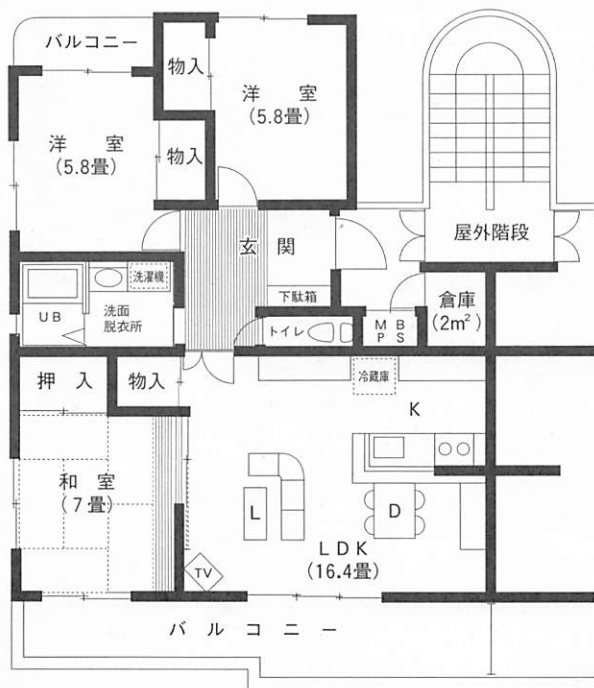 バルコニー
物入
洋室
(5.8畳)
洋室
(5.8畳)
物入
玄関
屋外階段
洗濯機
UB
洗面
脱衣所
下駄箱
トイレ
MB
PS
倉庫
(2m²)
押入
物入
冷蔵庫
K
和室
(7畳)
L
D
LDK
(16.4畳)
TV
バルコニー